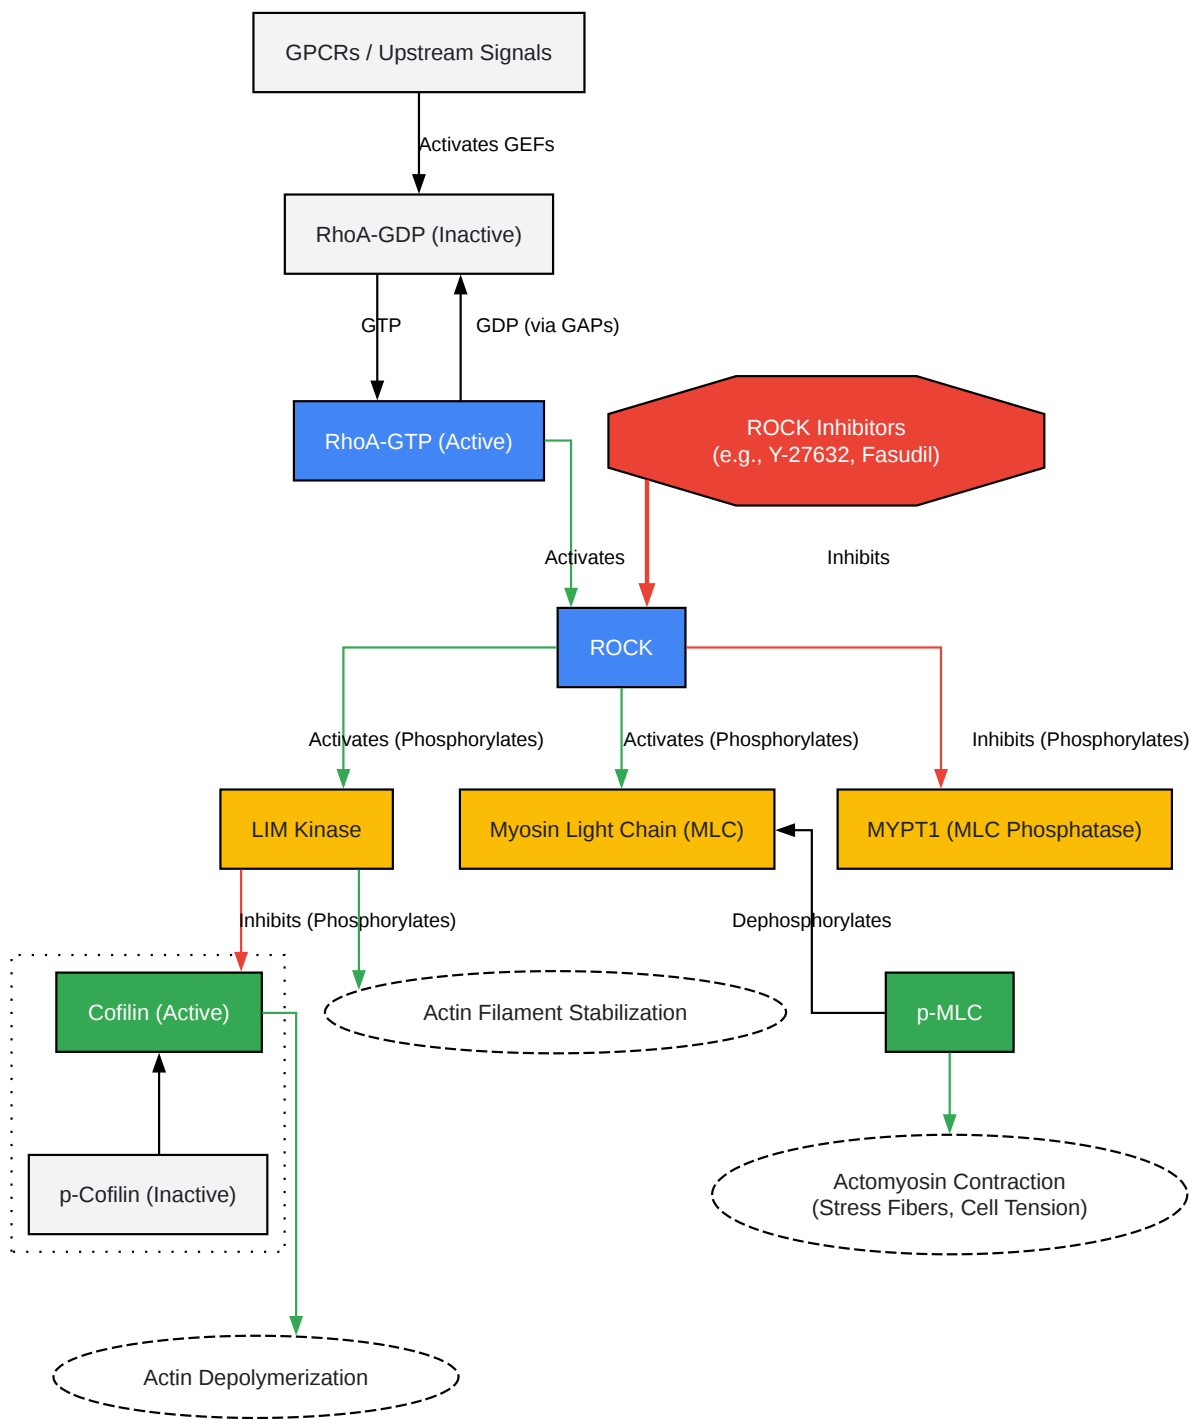 GPCRs / Upstream Signals
Activates GEFs
RhoA-GDP (Inactive)
GTP
GDP (via GAPs)
RhoA-GTP (Active)
ROCK Inhibitors
(e.g., Y-27632, Fasudil)
Activates
Inhibits
ROCK
Activates (Phosphorylates)
Activates (Phosphorylates)
Inhibits (Phosphorylates)
LIM Kinase
Myosin Light Chain (MLC)
MYPT1 (MLC Phosphatase)
Inhibits (Phosphorylates)
Dephosphorylates
Cofilin (Active)
Actin Filament Stabilization
p-MLC
p-Cofilin (Inactive)
Actomyosin Contraction
(Stress Fibers, Cell Tension)
Actin Depolymerization